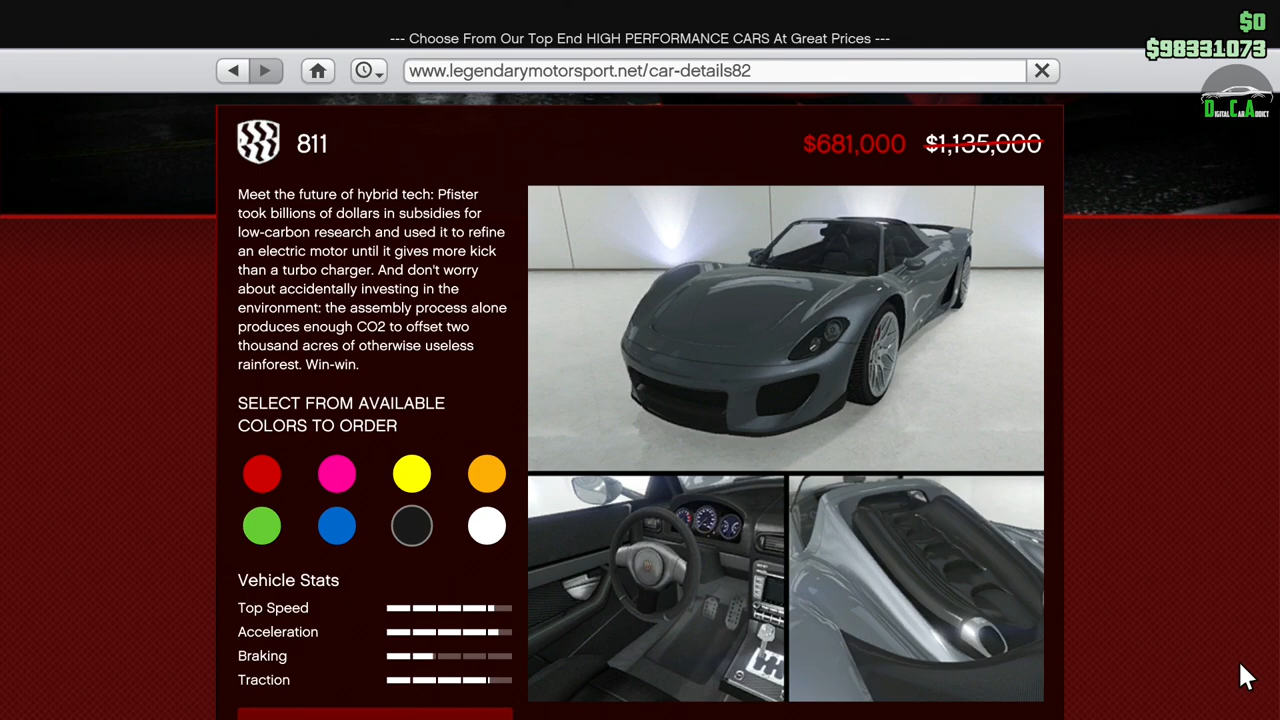 --- Choose From Our Top End HIGH PERFORMANCE CARS At Great Prices ---
$0
$98331073
www.legendarymotorsport.net/car-details82
DIGITAL CAR ADDICT
811
$681,000 $1,135,000
Meet the future of hybrid tech: Pfister
took billions of dollars in subsidies for
low-carbon research and used it to refine
an electric motor until it gives more kick
than a turbo charger. And don't worry
about accidentally investing in the
environment: the assembly process alone
produces enough CO2 to offset two
thousand acres of otherwise useless
rainforest. Win-win.
SELECT FROM AVAILABLE
COLORS TO ORDER
Vehicle Stats
Top Speed
Acceleration
Braking
Traction